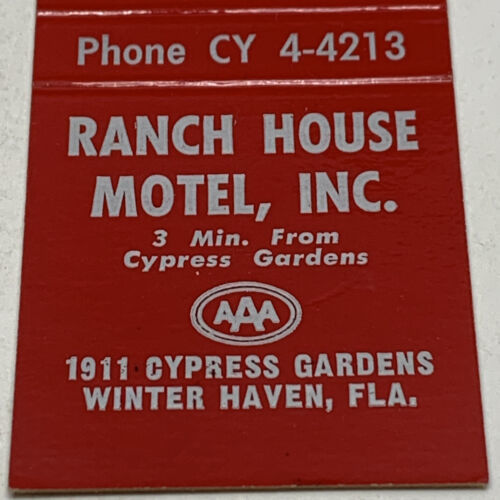 Phone CY 4-4213
RANCH HOUSE
MOTEL, INC.
3 Min. From
Cypress Gardens
AAA
1911 CYPRESS GARDENS
WINTER HAVEN, FLA.